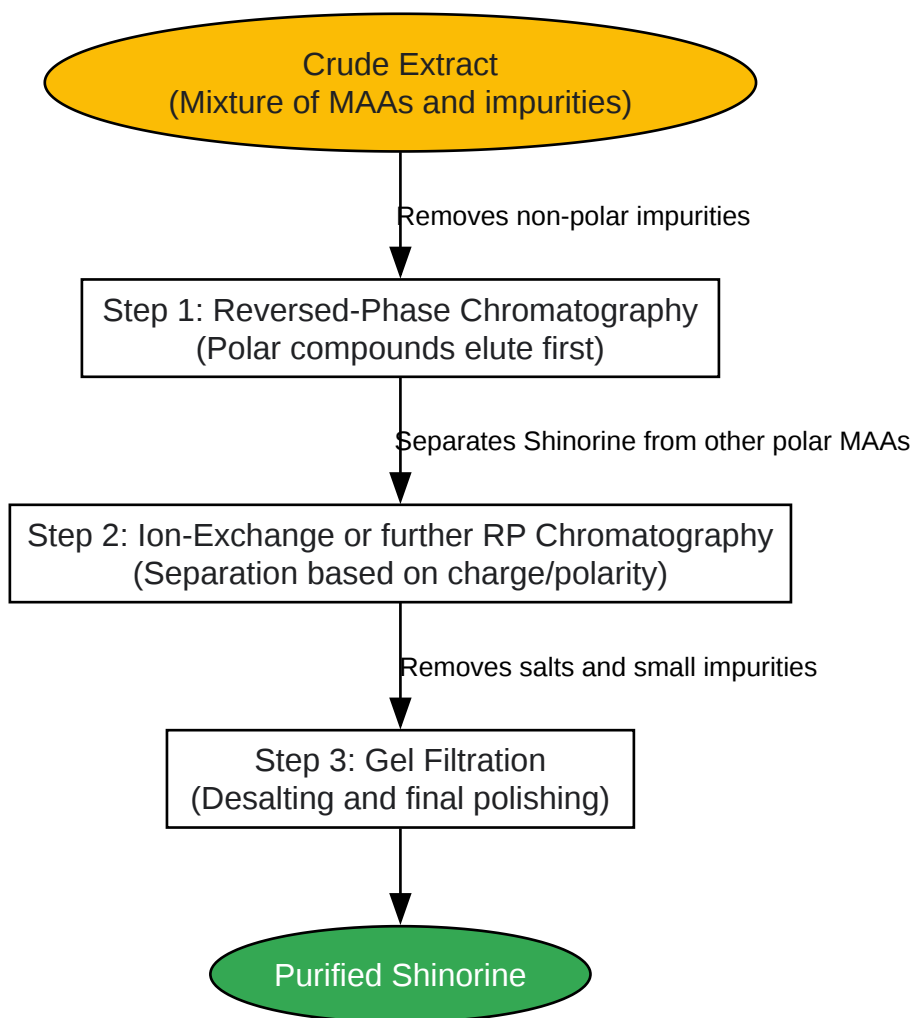 Crude Extract
(Mixture of MAAs and impurities)
Removes non-polar impurities
Step 1: Reversed-Phase Chromatography
(Polar compounds elute first)
Separates Shinorine from other polar MAAs
Step 2: Ion-Exchange or further RP Chromatography
(Separation based on charge/polarity)
Removes salts and small impurities
Step 3: Gel Filtration
(Desalting and final polishing)
Purified Shinorine